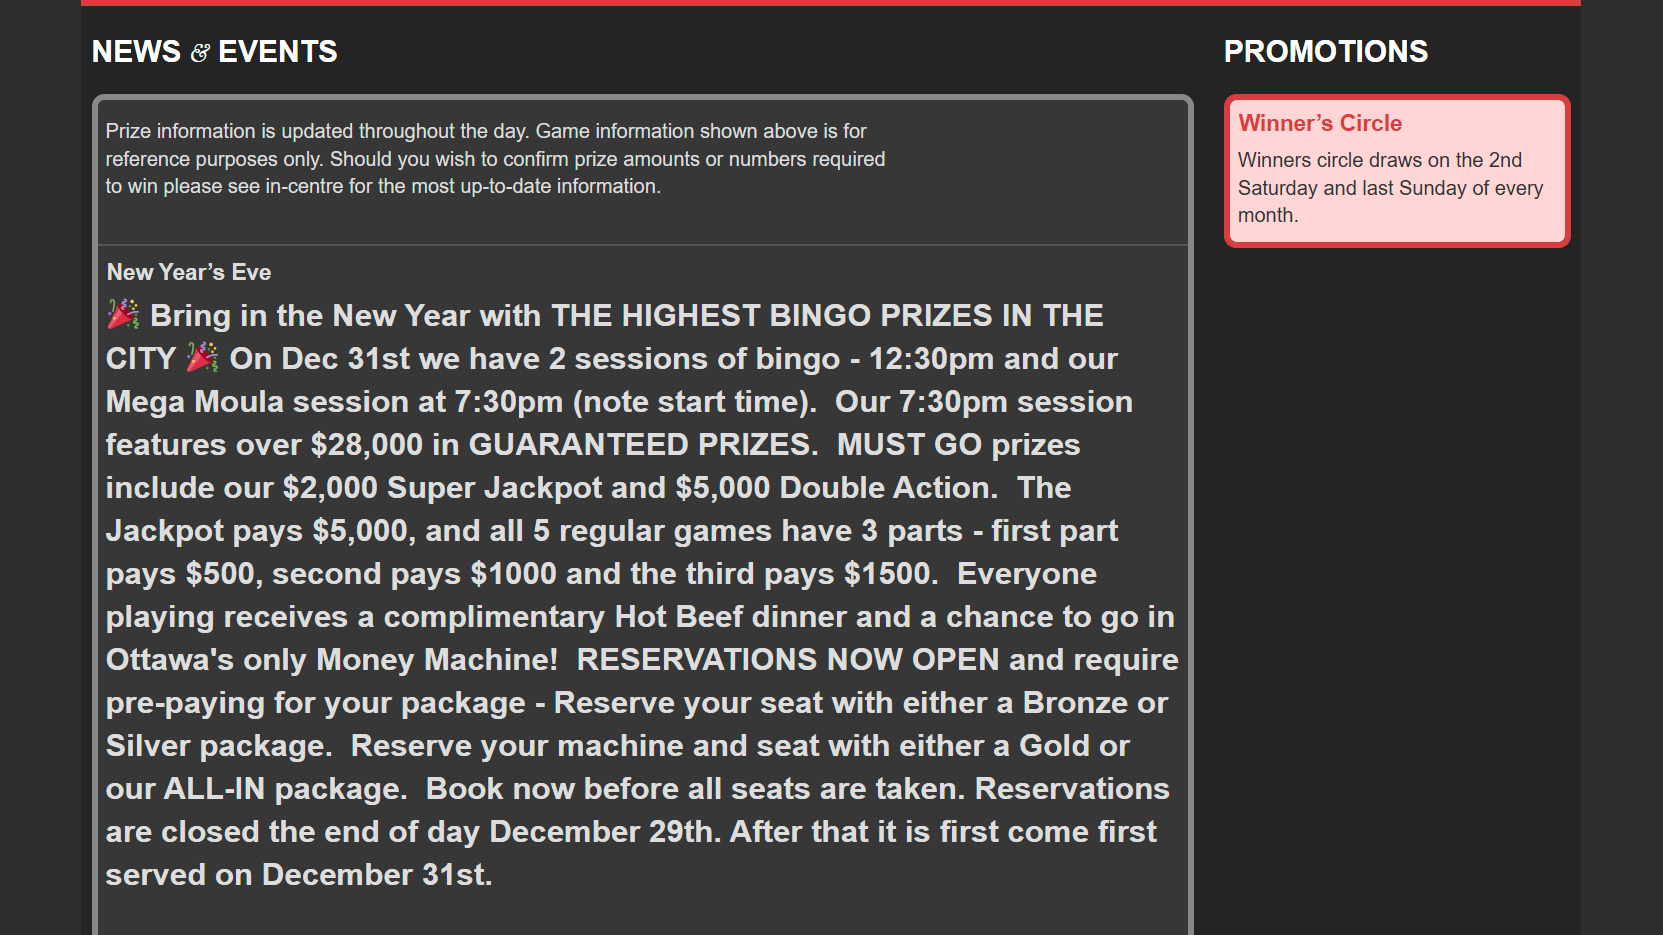 NEWS & EVENTS
Prize information is updated throughout the day. Game information shown above is for
reference purposes only. Should you wish to confirm prize amounts or numbers required
to win please see in-centre for the most up-to-date information.
New Year’s Eve
🎉 Bring in the New Year with THE HIGHEST BINGO PRIZES IN THE
CITY 🎉 On Dec 31st we have 2 sessions of bingo - 12:30pm and our
Mega Moula session at 7:30pm (note start time).  Our 7:30pm session
features over $28,000 in GUARANTEED PRIZES.  MUST GO prizes
include our $2,000 Super Jackpot and $5,000 Double Action.  The
Jackpot pays $5,000, and all 5 regular games have 3 parts - first part
pays $500, second pays $1000 and the third pays $1500.  Everyone
playing receives a complimentary Hot Beef dinner and a chance to go in
Ottawa's only Money Machine!  RESERVATIONS NOW OPEN and require
pre-paying for your package - Reserve your seat with either a Bronze or
Silver package.  Reserve your machine and seat with either a Gold or
our ALL-IN package.  Book now before all seats are taken. Reservations
are closed the end of day December 29th. After that it is first come first
served on December 31st.
PROMOTIONS
Winner’s Circle
Winners circle draws on the 2nd
Saturday and last Sunday of every
month.